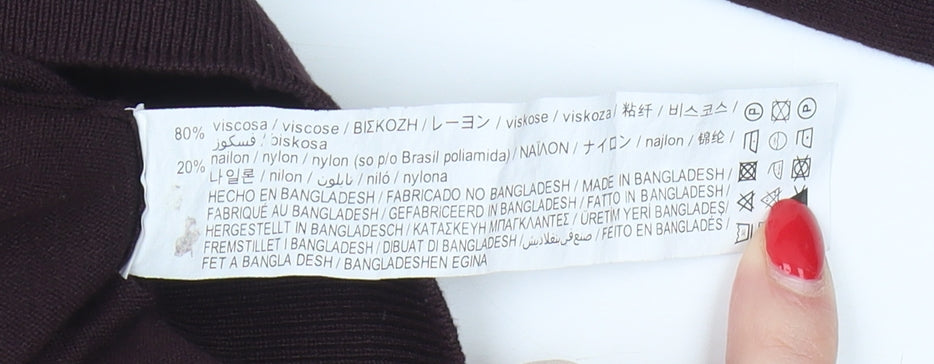 80% viscosa / viscose / ΒΙΣΚΟΖΗ / レーヨン / viskose / viskoza / 粘纤 / 비스코스 /
فسكوز / biskosa
20% nailon / nylon / nylon (so p/o Brasil poliamida) / ΝΑΪΛΟΝ / ナイロン / najlon / 锦纶 /
나일론 / nilon / نايلون / niló / nylona
HECHO EN BANGLADESH / FABRICADO NO BANGLADESH / MADE IN BANGLADESH /
FABRIQUÉ AU BANGLADESH / GEFABRICEERD IN BANGLADESH / FATTO IN BANGLADESH /
HERGESTELLT IN BANGLADESCH / ΚΑΤΑΣΚΕΥΗ ΜΠΑΓΚΛΑΝΤΕΣ / ÜRETİM YERİ BANGLADEŞ /
FREMSTILLET I BANGLADESH / DIBUAT DI BANGLADESH / صنع في بنغلاديش / FEITO EN BANGLADÉS /
FET A BANGLA DESH / BANGLADESHEN EGINA